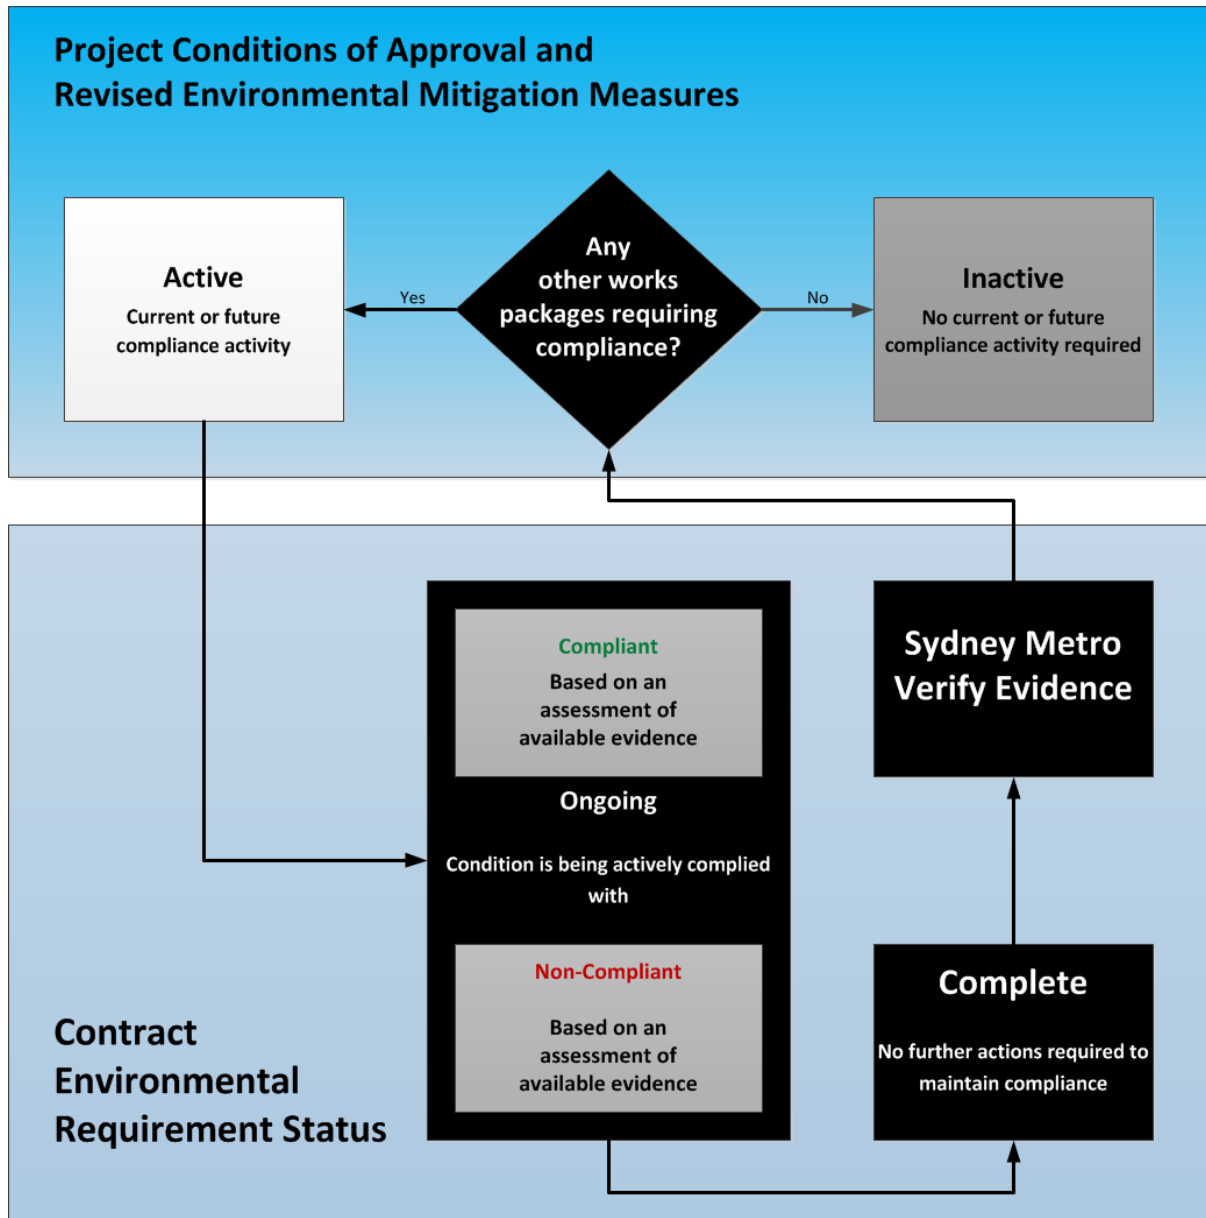 Project Conditions of Approval and
Revised Environmental Mitigation Measures
Active
Current or future
compliance activity
Yes
Any
other works
packages requiring
compliance?
No
Inactive
No current or future
compliance activity required
Compliant
Based on an
assessment of
available evidence
Ongoing
Condition is being actively complied
with
Non-Compliant
Based on an
assessment of
available evidence
Sydney Metro
Verify Evidence
Complete
No further actions required to
maintain compliance
Contract
Environmental
Requirement Status